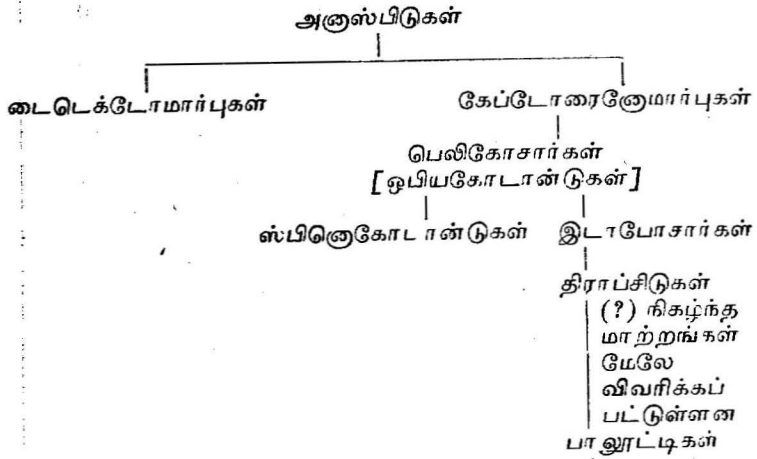 அனாஸ்பிடுகள்
டைடெக்டோமார்புகள் கேப்டோரைனோமார்புகள்
பெலிகோசார்கள்
[ஒபியகோடாண்டுகள்]
ஸ்பினெகோடாண்டுகள் இடாபோசார்கள்
திராப்சிடுகள்
(?) நிகழ்ந்த
மாற்றங்கள்
மேலே
விவரிக்கப்
பட்டுள்ளன
பாலூட்டிகள்